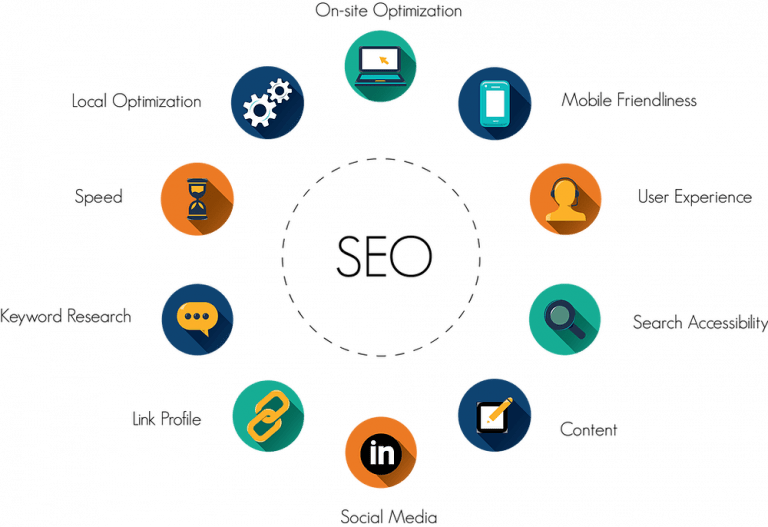 On-site Optimization
Local Optimization
Mobile Friendliness
Speed
User Experience
SEO
Keyword Research
Search Accessibility
Link Profile
Content
in
Social Media